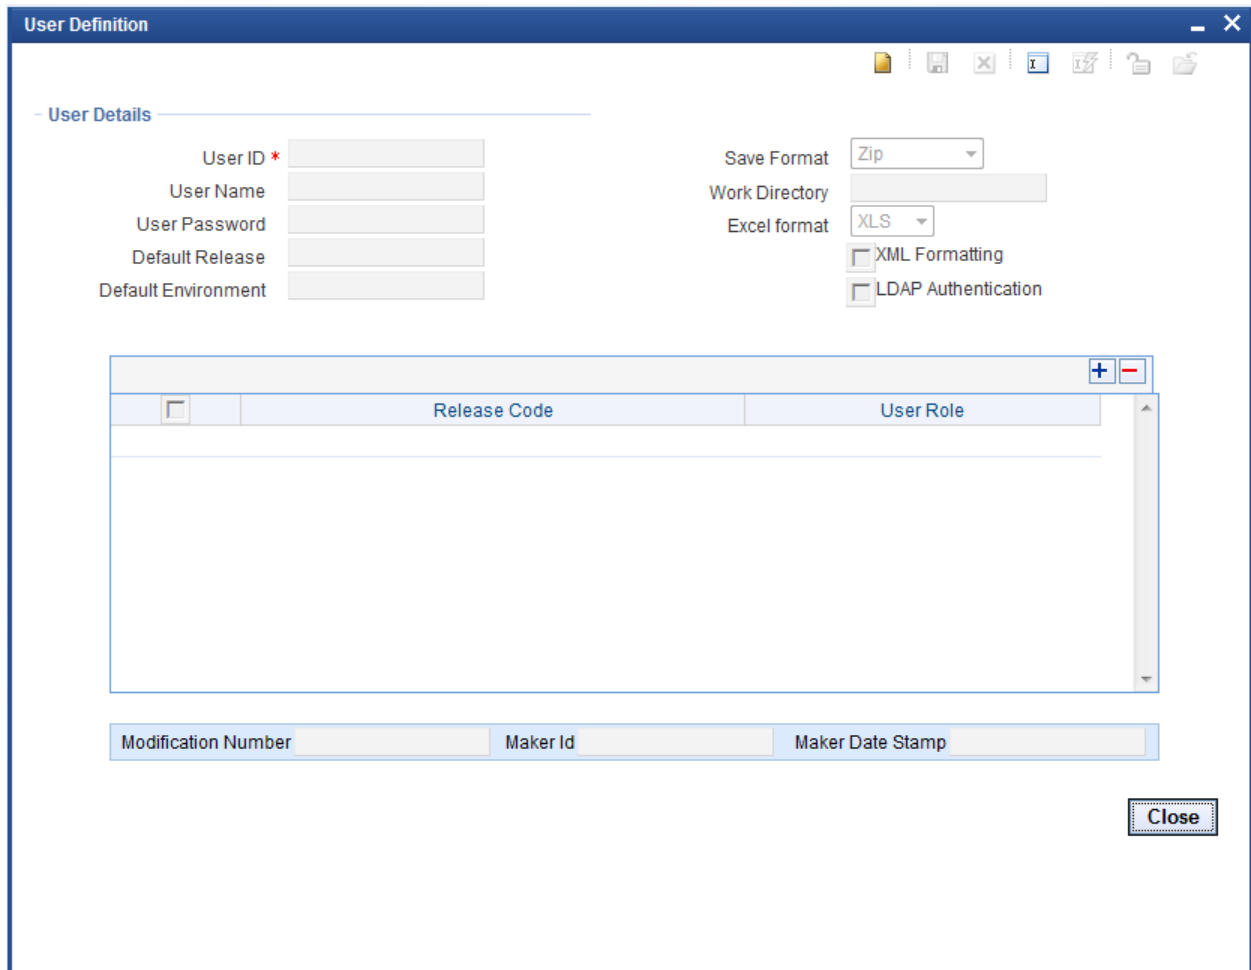 User Definition
User Details
User ID *
User Name
User Password
Default Release
Default Environment
Save Format Zip
Work Directory
Excel format XLS
XML Formatting
LDAP Authentication
Release Code User Role
Modification Number Maker Id Maker Date Stamp
Close